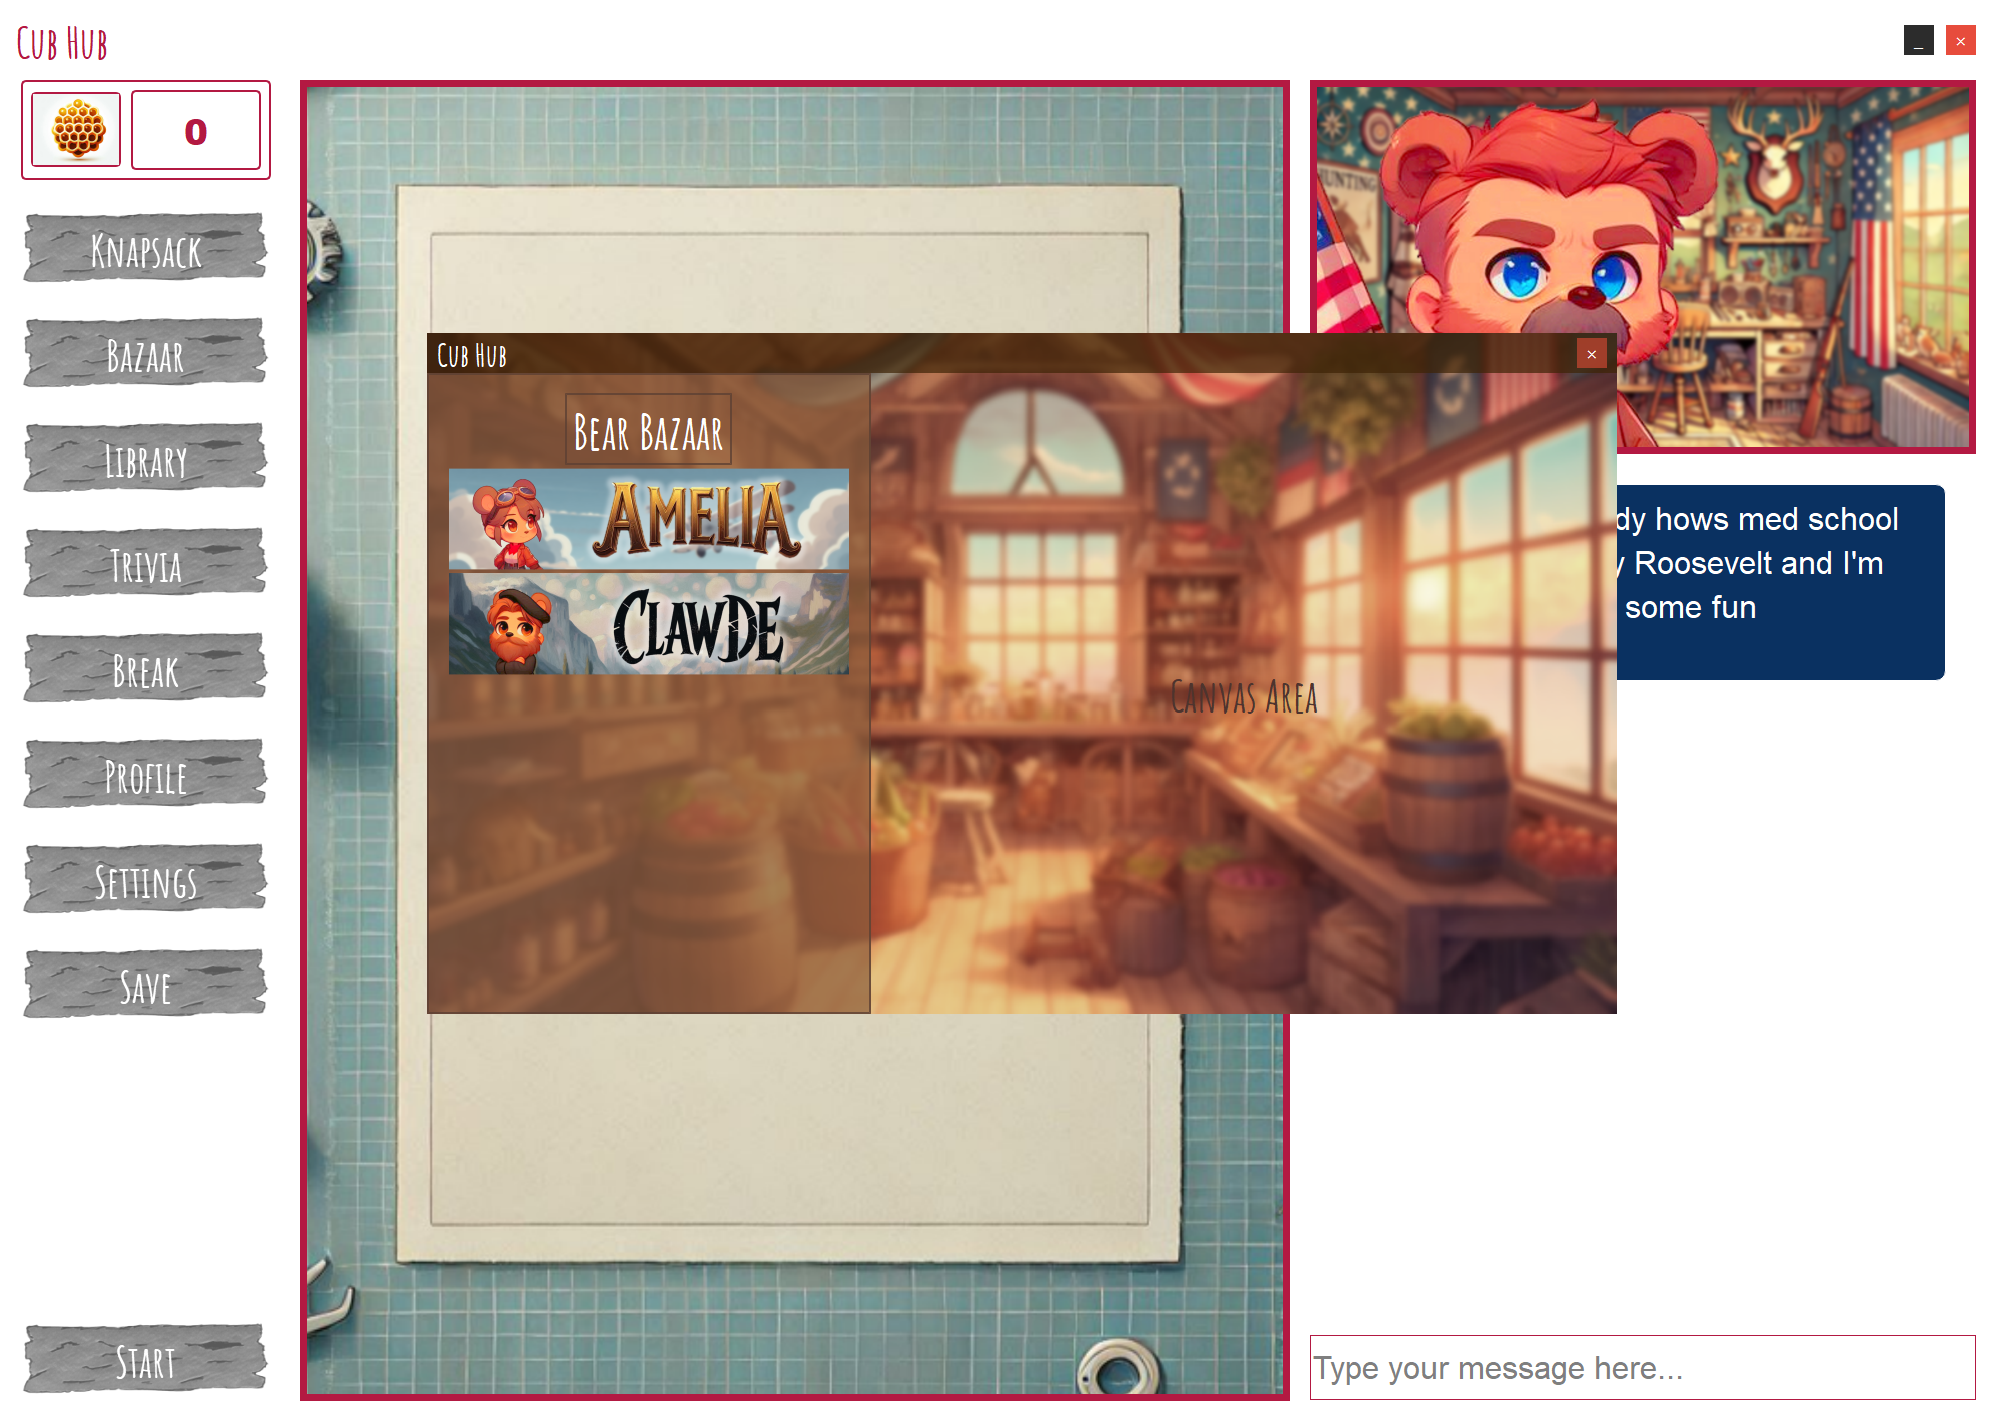 Cub Hub
_ ×
0
Knapsack
Bazaar
Library
Trivia
Break
Profile
Settings
Save
Start
UNTING
Cub Hub
×
Bear Bazaar
AMELIA
CLAWDE
Canvas Area
dy hows med school
Roosevelt and I'm
some fun
Type your message here...